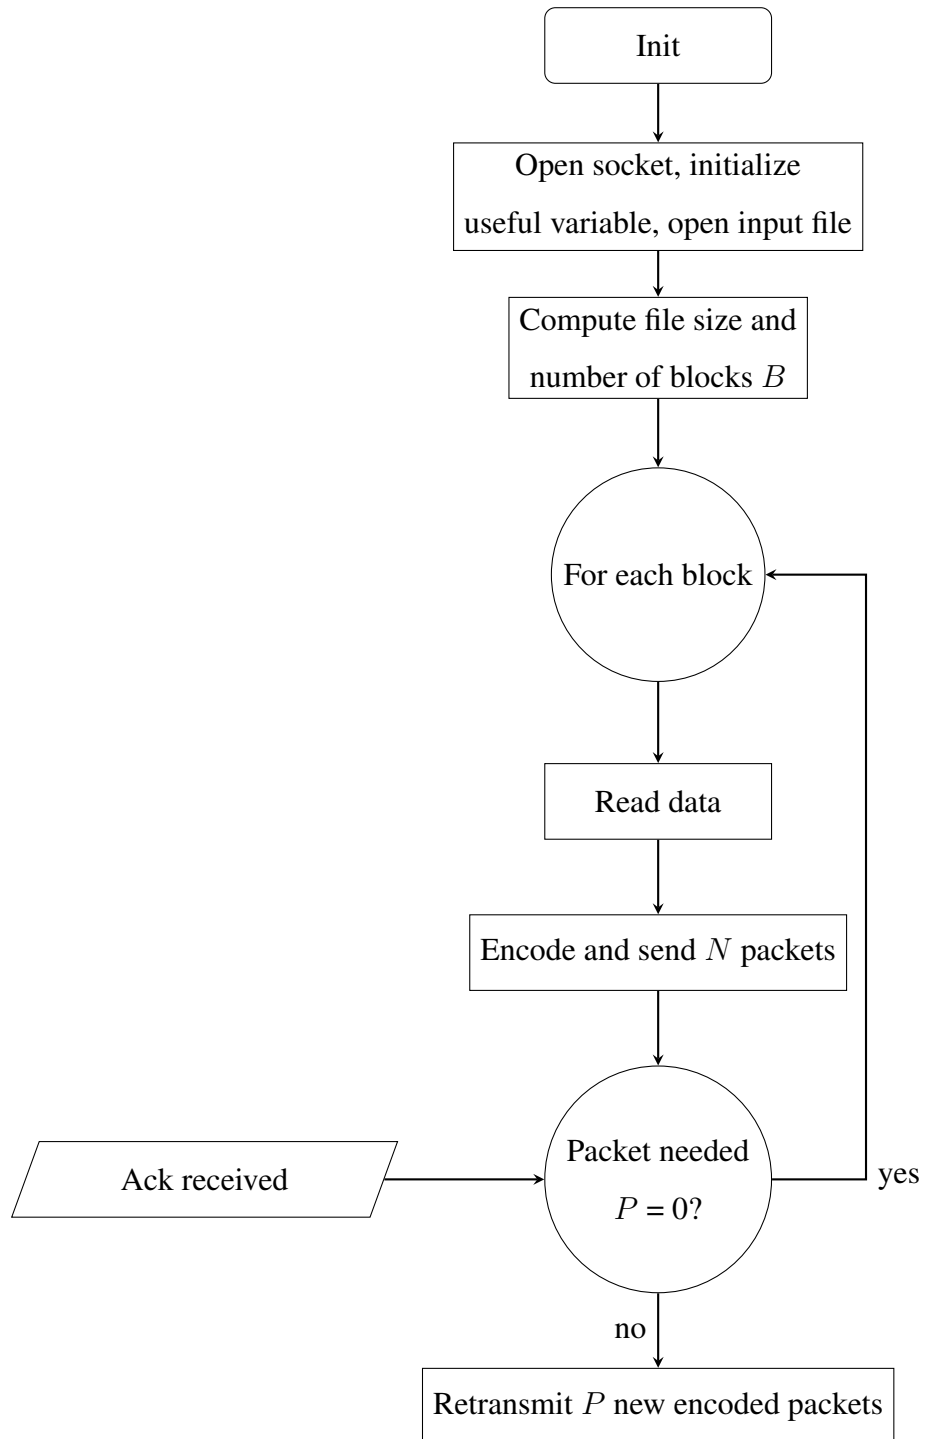 Init
Open socket, initialize
useful variable, open input file
Compute file size and
number of blocks B
For each block
Read data
Encode and send N packets
Packet needed
P = 0?
Ack received
yes
no
Retransmit P new encoded packets